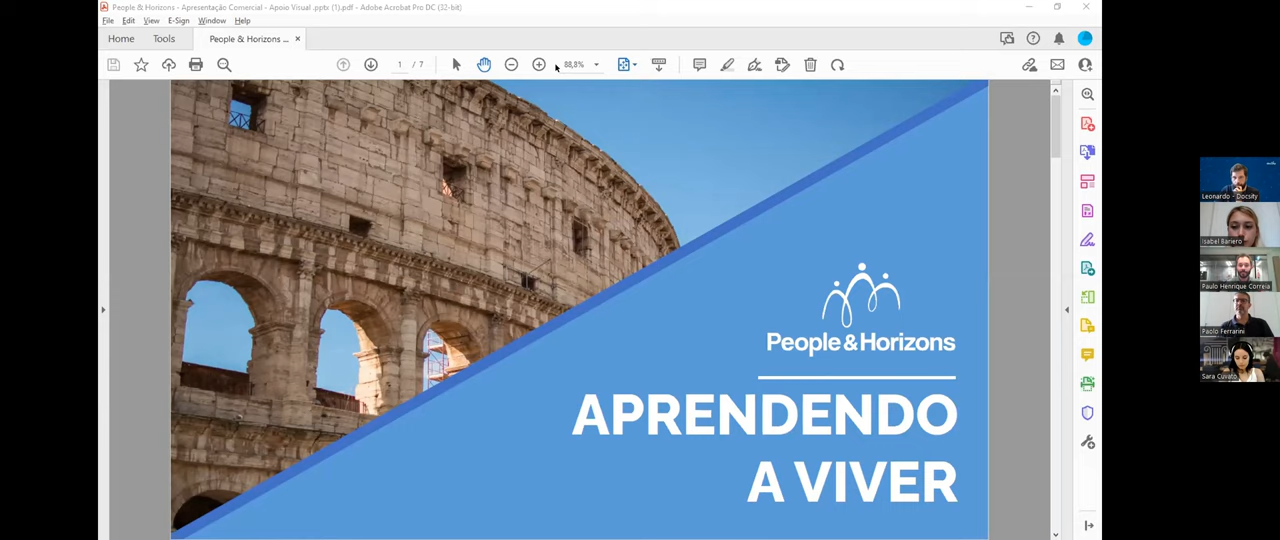 People & Horizons - Apresentação Comercial - Apoio Visual .pptx (1).pdf - Adobe Acrobat Pro DC (32-bit)
File Edit View E-Sign Window Help
Home Tools People & Horizons ... ×
1 / 7 88,8%
People&Horizons
APRENDENDO
A VIVER
Leonardo - Docsity
Isabel Bariero
Paulo Henrique Correia
Paolo Ferrarini
Sara Cuvato